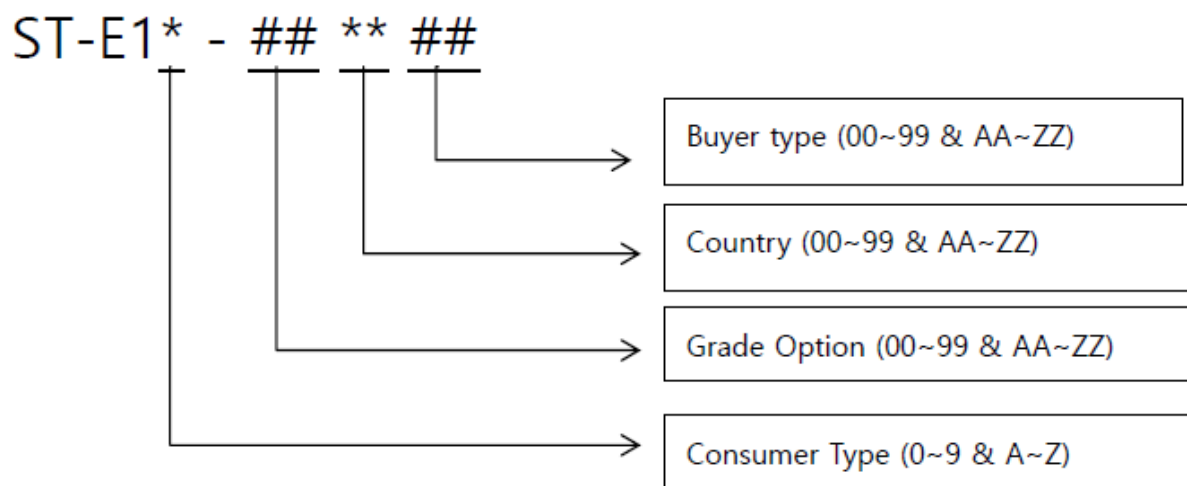 ST-E1* - ## ** ##
Buyer type (00~99 & AA~ZZ)
Country (00~99 & AA~ZZ)
Grade Option (00~99 & AA~ZZ)
Consumer Type (0~9 & A~Z)